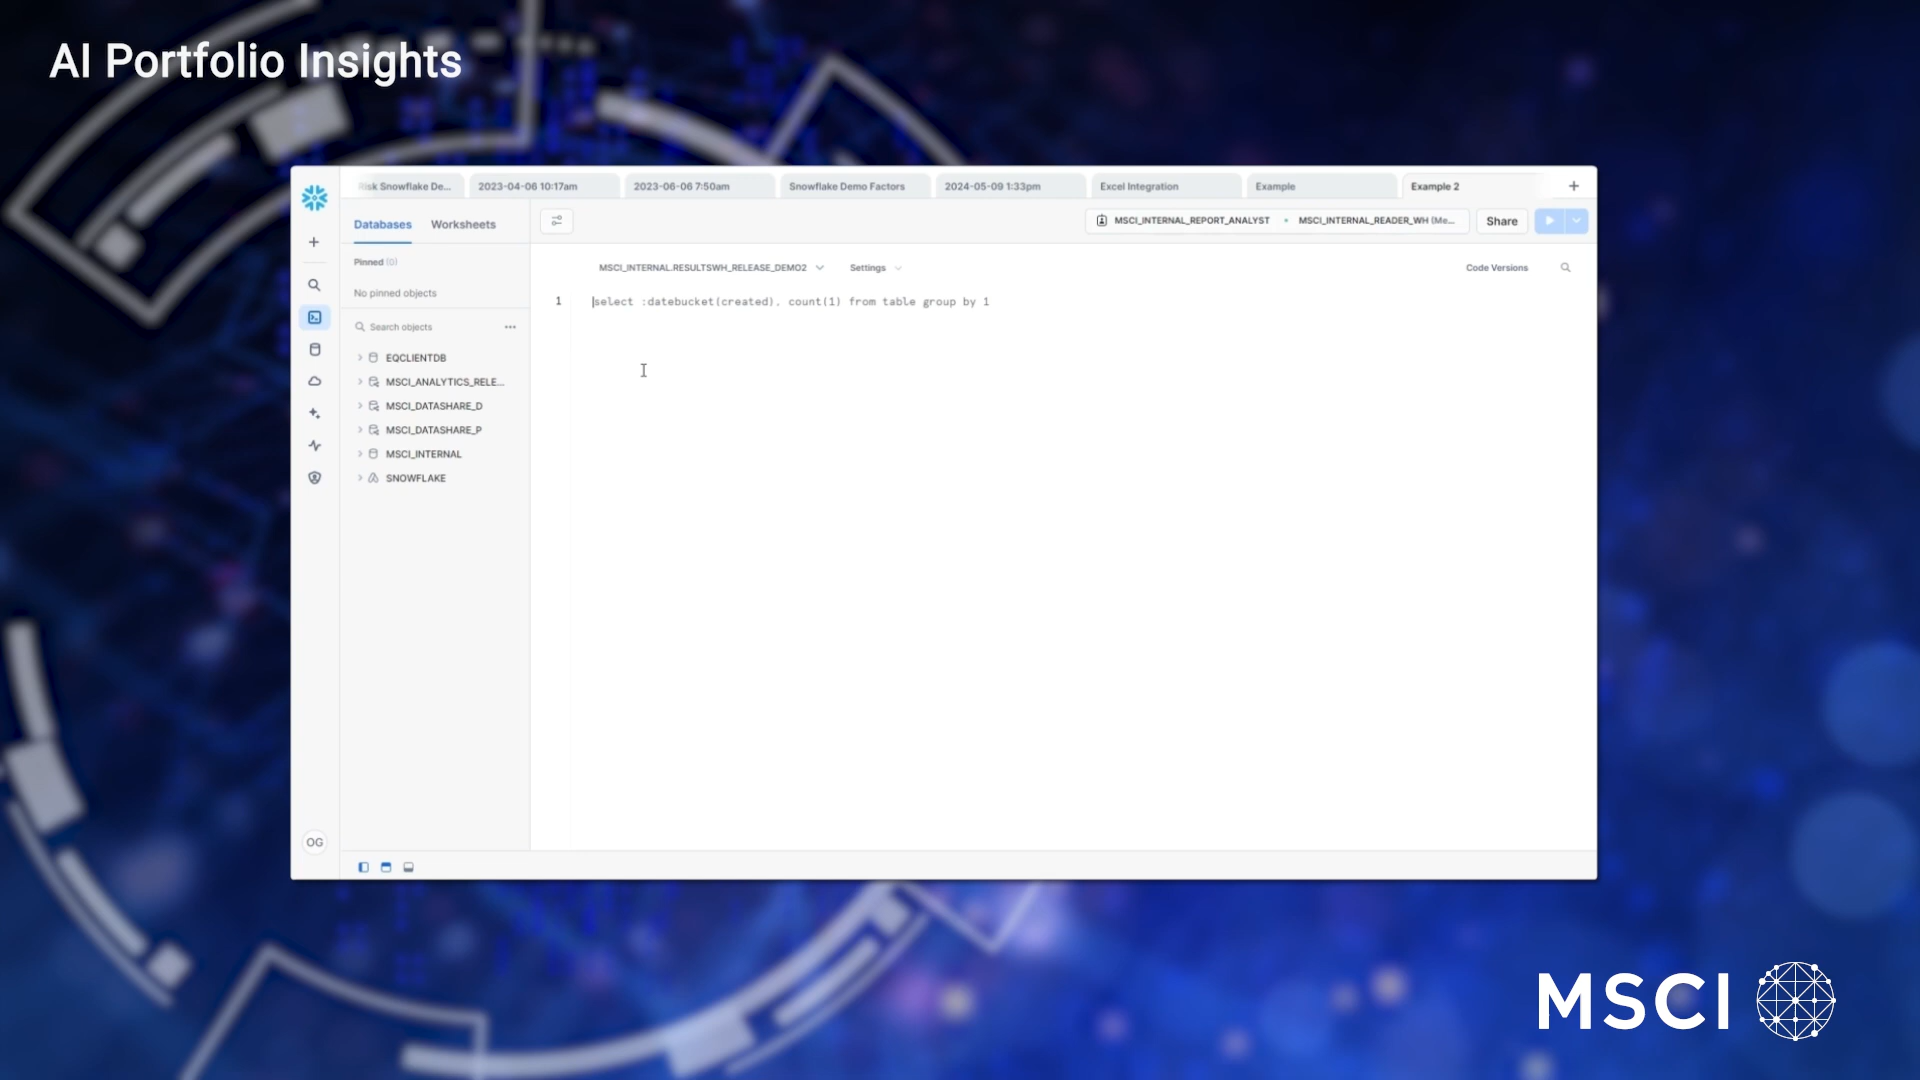 AI Portfolio Insights
Risk Snowflake De...
2023-04-06 10:17am
2023-06-06 7:50am
Snowflake Demo Factors
2024-05-09 1:33pm
Excel Integration
Example
Example 2
Databases
Worksheets
MSCI_INTERNAL_REPORT_ANALYST
MSCI_INTERNAL_READER_WH (Me...
Share
Pinned (0)
No pinned objects
Search objects
EQCLIENTDB
MSCI_ANALYTICS_RELE...
MSCI_DATASHARE_D
MSCI_DATASHARE_P
MSCI_INTERNAL
SNOWFLAKE
OG
MSCI_INTERNAL.RESULTSWH_RELEASE_DEMO2
Settings
Code Versions
1
select :datebucket(created), count(1) from table group by 1
MSCI